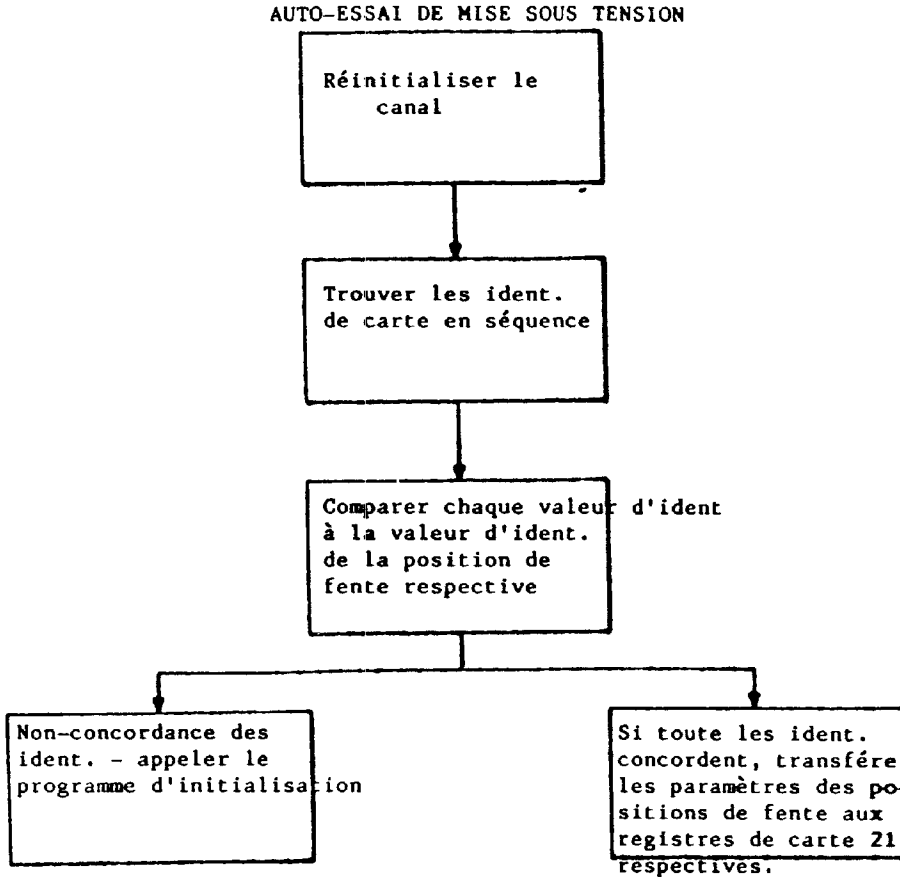 AUTO-ESSAI DE MISE SOUS TENSION
Réinitialiser le
canal
Trouver les ident.
de carte en séquence
Comparer chaque valeur d'ident
à la valeur d'ident.
de la position de
fente respective
Non-concordance des
ident. - appeler le
programme d'initialisation
Si toute les ident.
concordent, transfére
les paramètres des po-
sitions de fente aux
registres de carte 21
respectives.